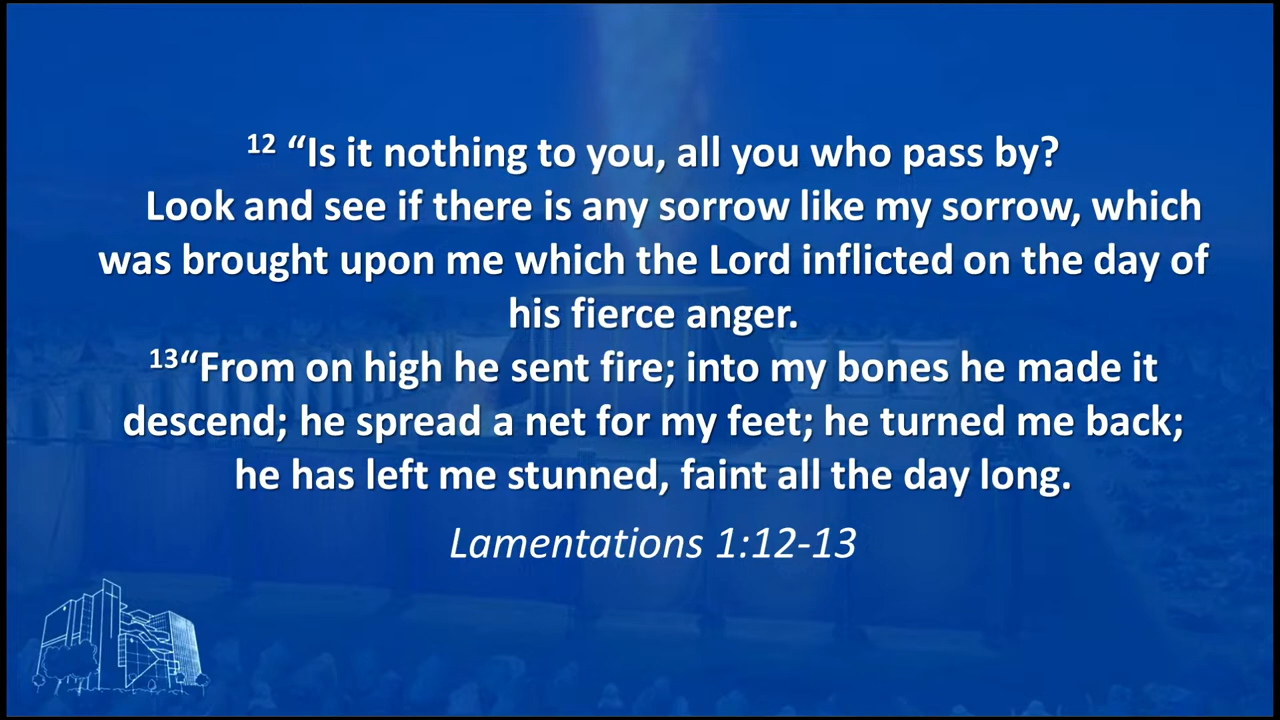 12 “Is it nothing to you, all you who pass by?
Look and see if there is any sorrow like my sorrow, which
was brought upon me which the Lord inflicted on the day of
his fierce anger.
13“From on high he sent fire; into my bones he made it
descend; he spread a net for my feet; he turned me back;
he has left me stunned, faint all the day long.
Lamentations 1:12-13